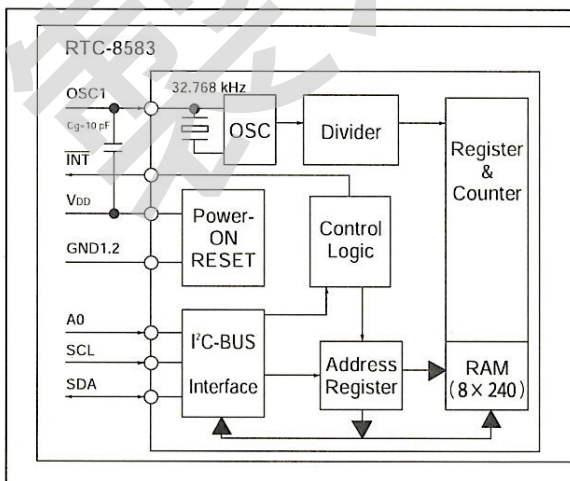 RTC-8583
OSC1
32.768 kHz
Cg=10 pF
OSC
Divider
Register
&
Counter
INT
VDD
Power-
ON
RESET
Control
Logic
GND1.2
A0
SCL
SDA
I²C-BUS
Interface
Address
Register
RAM
(8×240)